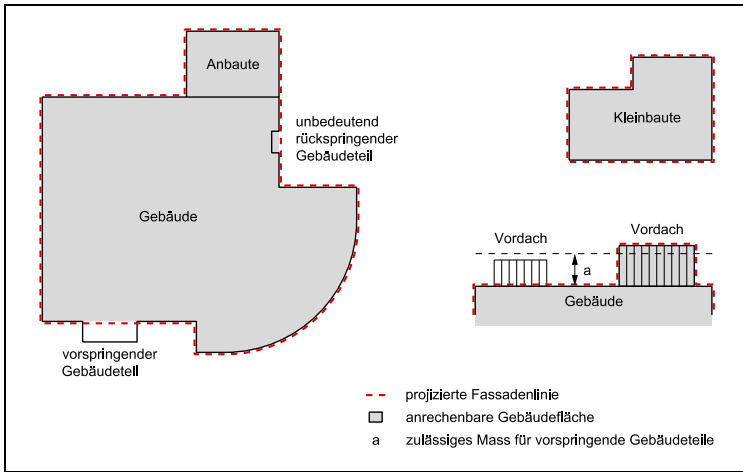 Anbaute
unbedeutend
rückspringender
Gebäudeteil
Gebäude
vorspringender
Gebäudeteil
Kleinbaute
Vordach
Vordach
a
Gebäude
projizierte Fassadenlinie
anrechenbare Gebäudefläche
a zulässiges Mass für vorspringende Gebäudeteile